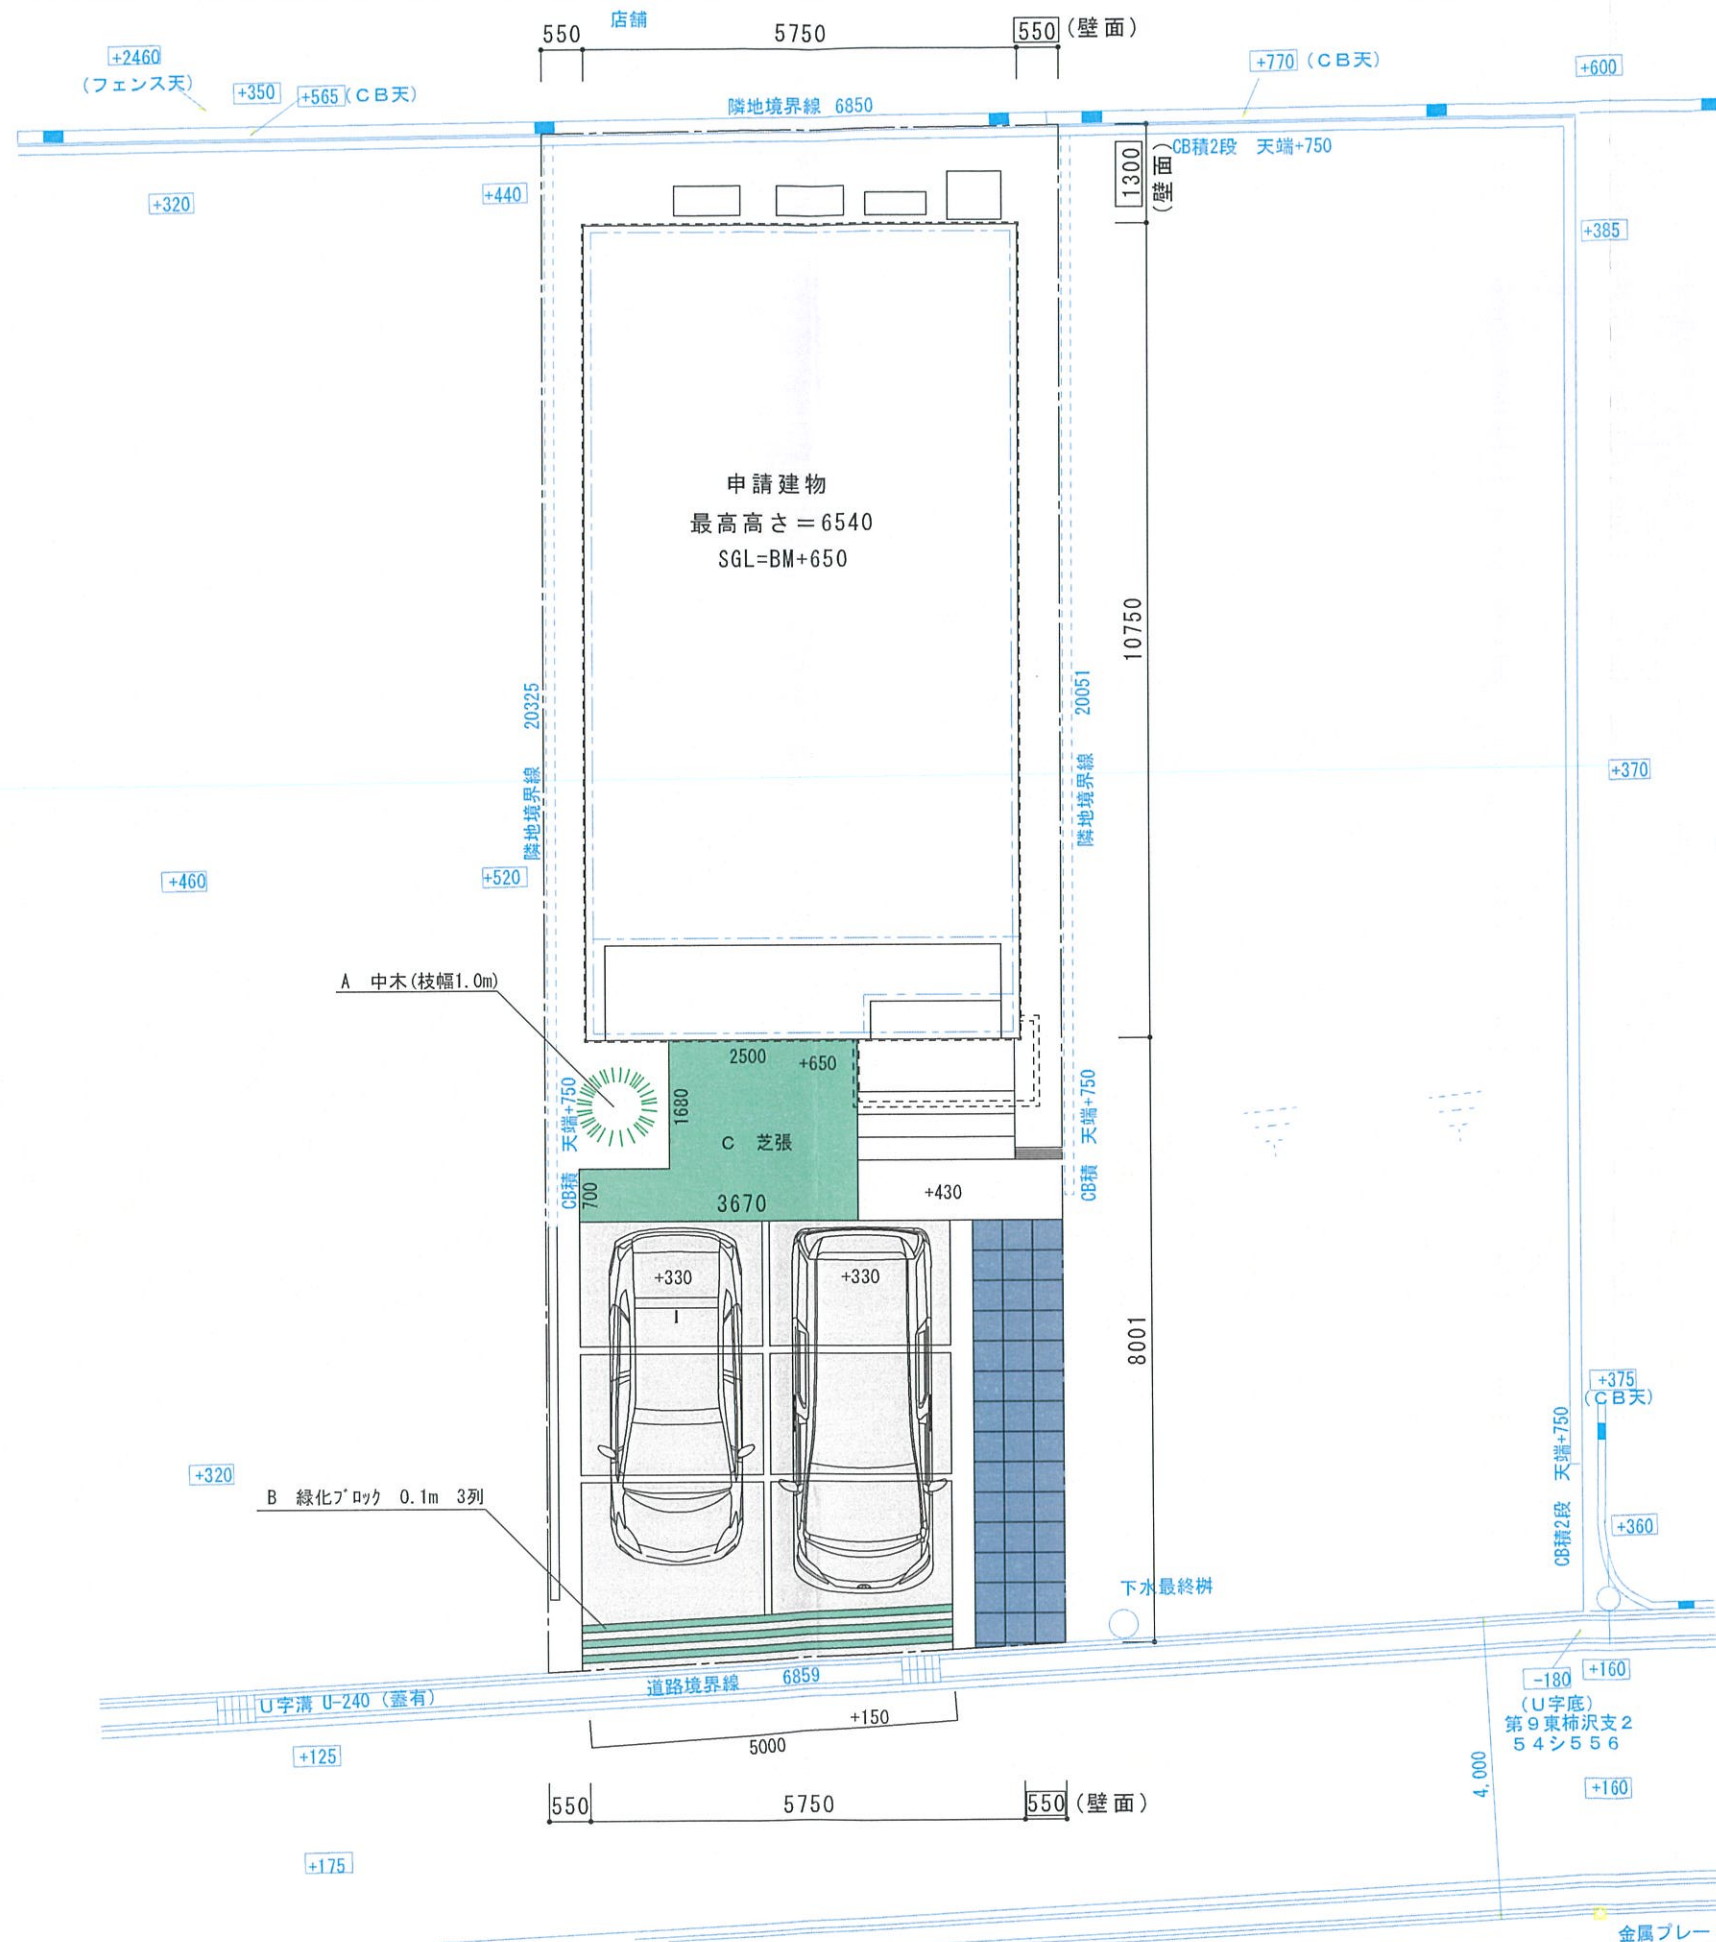 店舗
550 5750 550 (壁面)
+2460
(フェンス天)
+350
+565 (CB天)
+770 (CB天)
+600
隣地境界線 6850
CB積2段 天端+750
1300
(壁面)
+320
+440
+385
申請建物
最高高さ=6540
SGL=BM+650
10750
隣地境界線 20325
隣地境界線 20051
+370
+460
+520
A 中木(枝幅1.0m)
2500
+650
1680
CB積 天端+750
CB積 天端+750
C 芝張
700
3670
+430
+330
+330
8001
+375
(CB天)
CB積2段 天端+750
+320
B 緑化ブロック 0.1m 3列
+360
下水最終桝
U字溝 U-240 (蓋有)
道路境界線 6859
-180
(U字底)
第9東柿沢支2
54シ556
+160
+150
5000
+125
4,000
+160
550 5750 550 (壁面)
+175
金属プレー